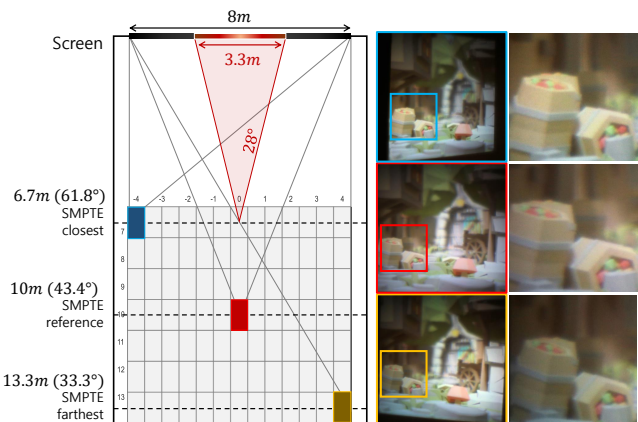 8m
Screen
3.3m
28°
6.7m (61.8°)
SMPTE
closest
-4 -3 -2 -1 0 1 2 3 4
7
8
9
10m (43.4°)
SMPTE
reference
10
11
12
13.3m (33.3°)
SMPTE
farthest
13